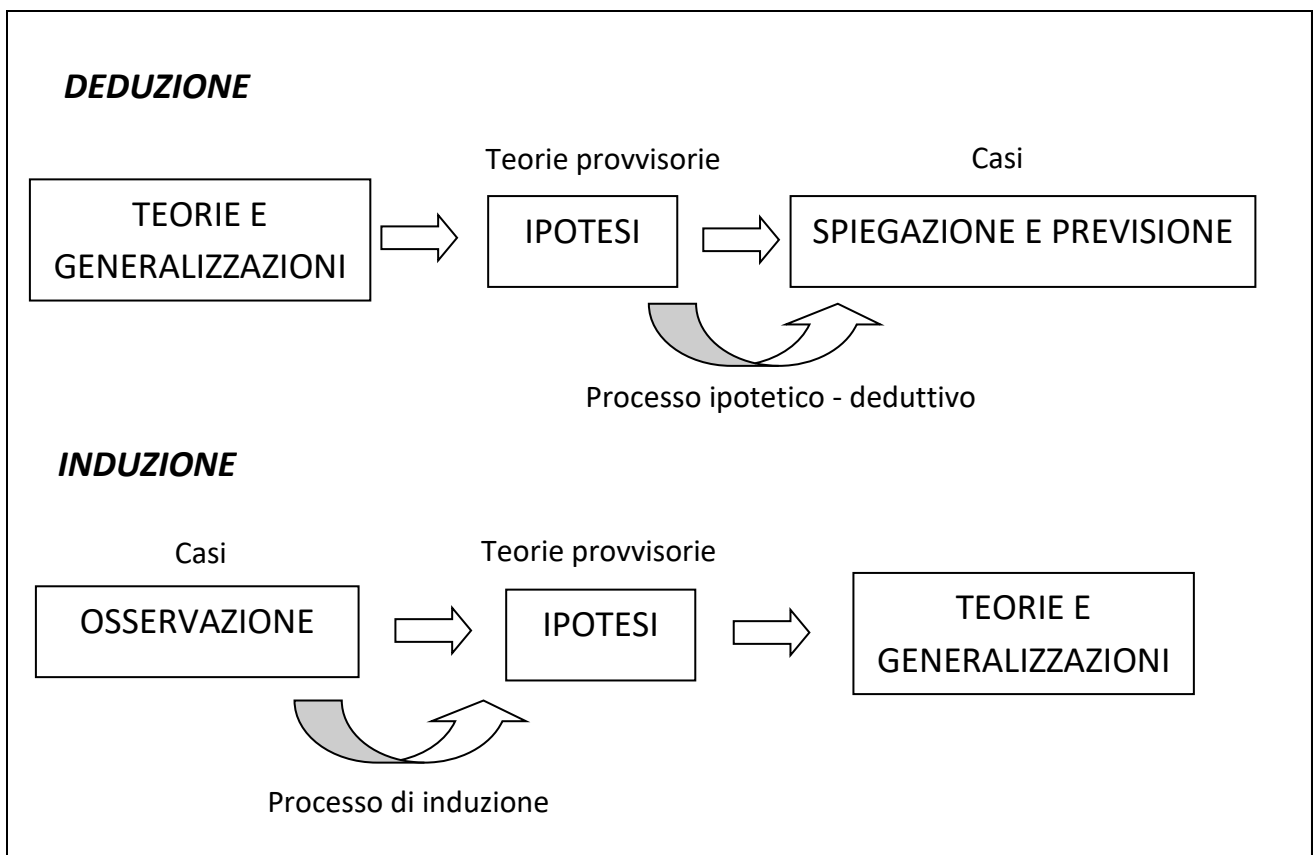 DEDUZIONE
Teorie provvisorie
Casi
TEORIE E
GENERALIZZAZIONI
IPOTESI
SPIEGAZIONE E PREVISIONE
Processo ipotetico - deduttivo
INDUZIONE
Casi
Teorie provvisorie
OSSERVAZIONE
IPOTESI
TEORIE E
GENERALIZZAZIONI
Processo di induzione